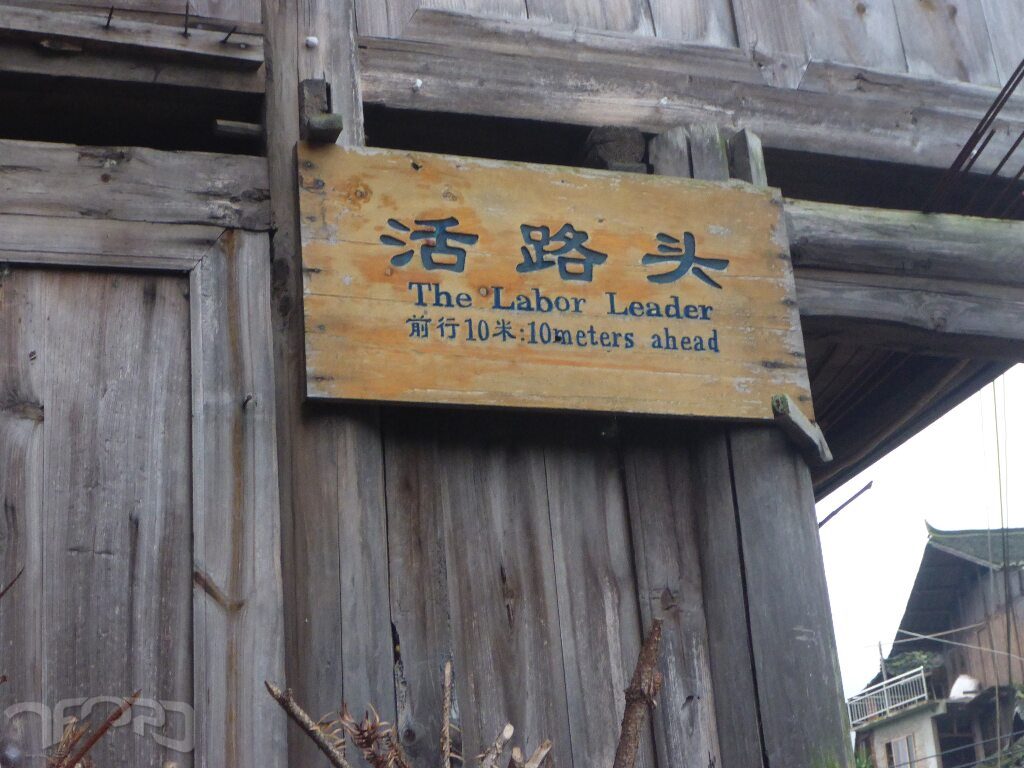 活路头
The Labor Leader
前行10米:10meters ahead